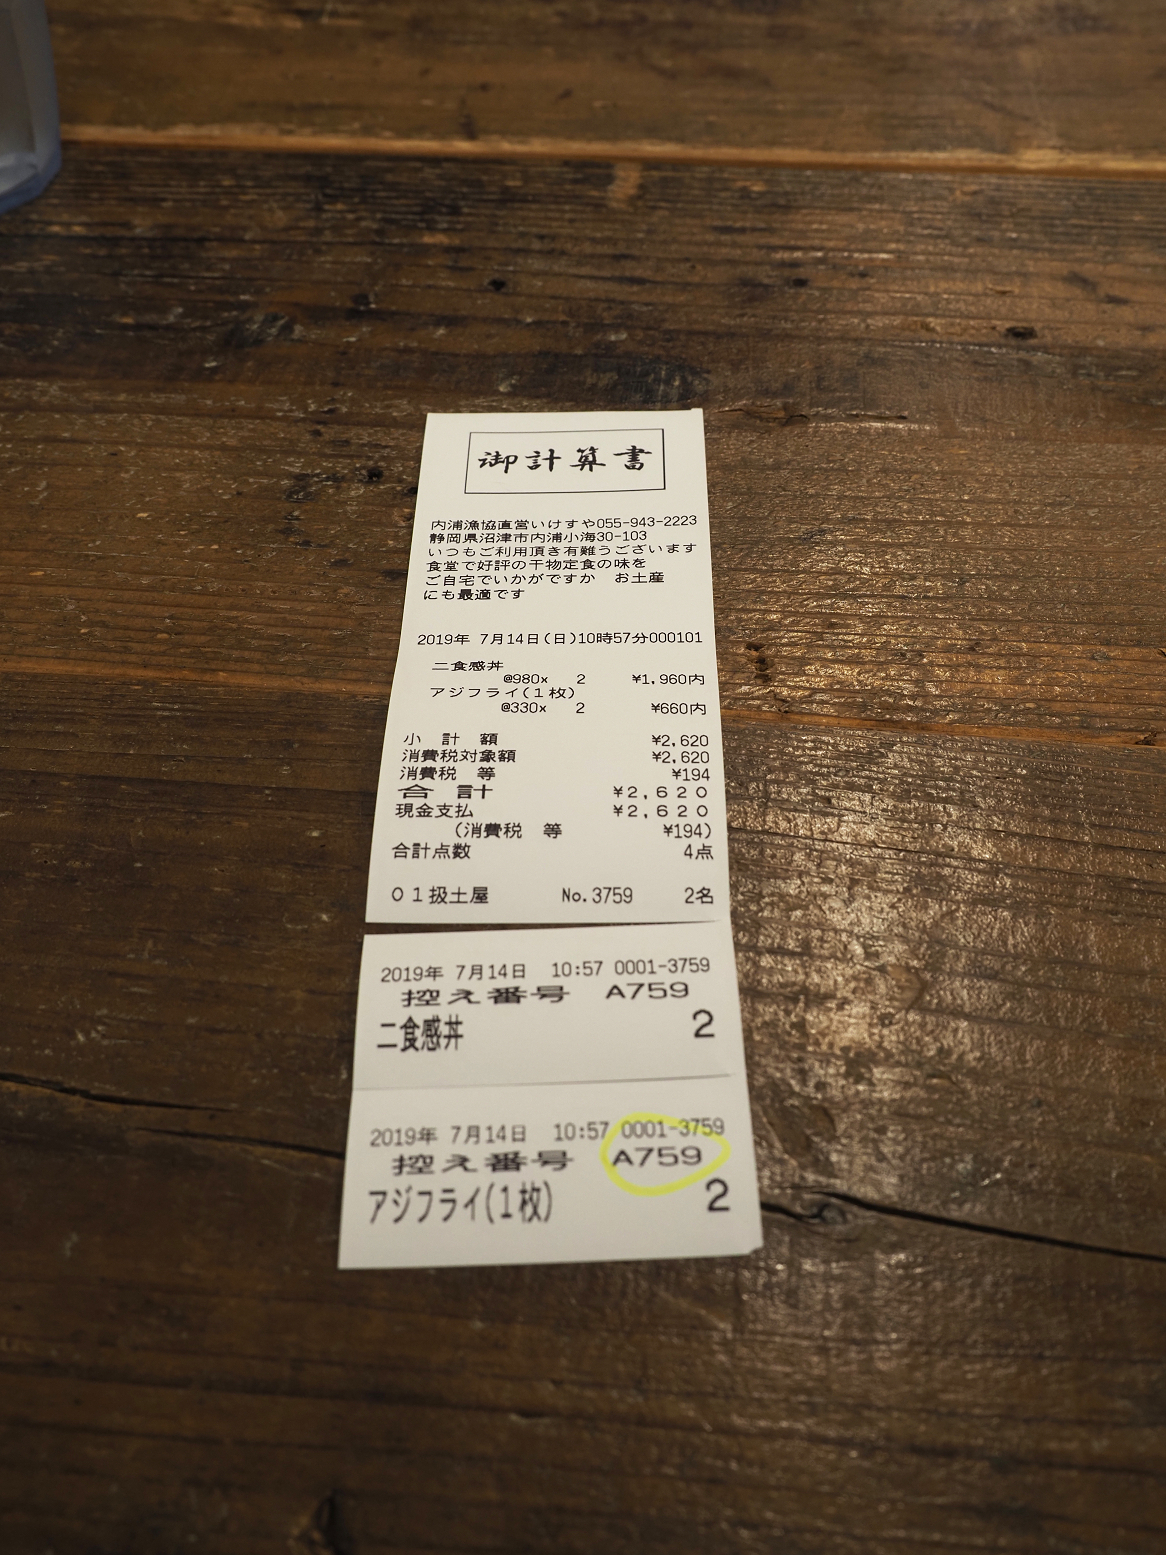 御計算書
内浦漁協直営いけすや055-943-2223
静岡県沼津市内浦小海30-103
いつもご利用頂き有難うございます
食堂で好評の干物定食の味を
ご自宅でいかがですか　お土産
にも最適です
2019年 7月14日(日)10時57分000101
二食感丼
@980x 2 ¥1,960内
アジフライ(1枚)
@330x 2 ¥660内
小 計 額 ¥2,620
消費税対象額 ¥2,620
消費税 等 ¥194
合 計 ¥2,620
現金支払 ¥2,620
(消費税 等 ¥194)
合計点数 4点
01扱土屋 No.3759 2名
2019年 7月14日 10:57 0001-3759
控え番号 A759
二食感丼 2
2019年 7月14日 10:57 0001-3759
控え番号 A759
アジフライ(1枚) 2